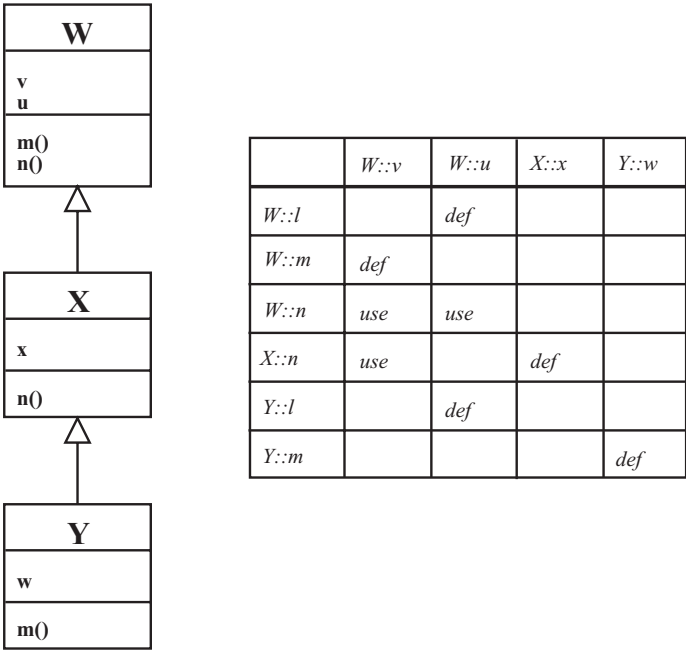 W
v
u
m()
n()
X
x
n()
Y
w
m()
W::v W::u X::x Y::w
W::l def
W::m def
W::n use use
X::n use def
Y::l def
Y::m def